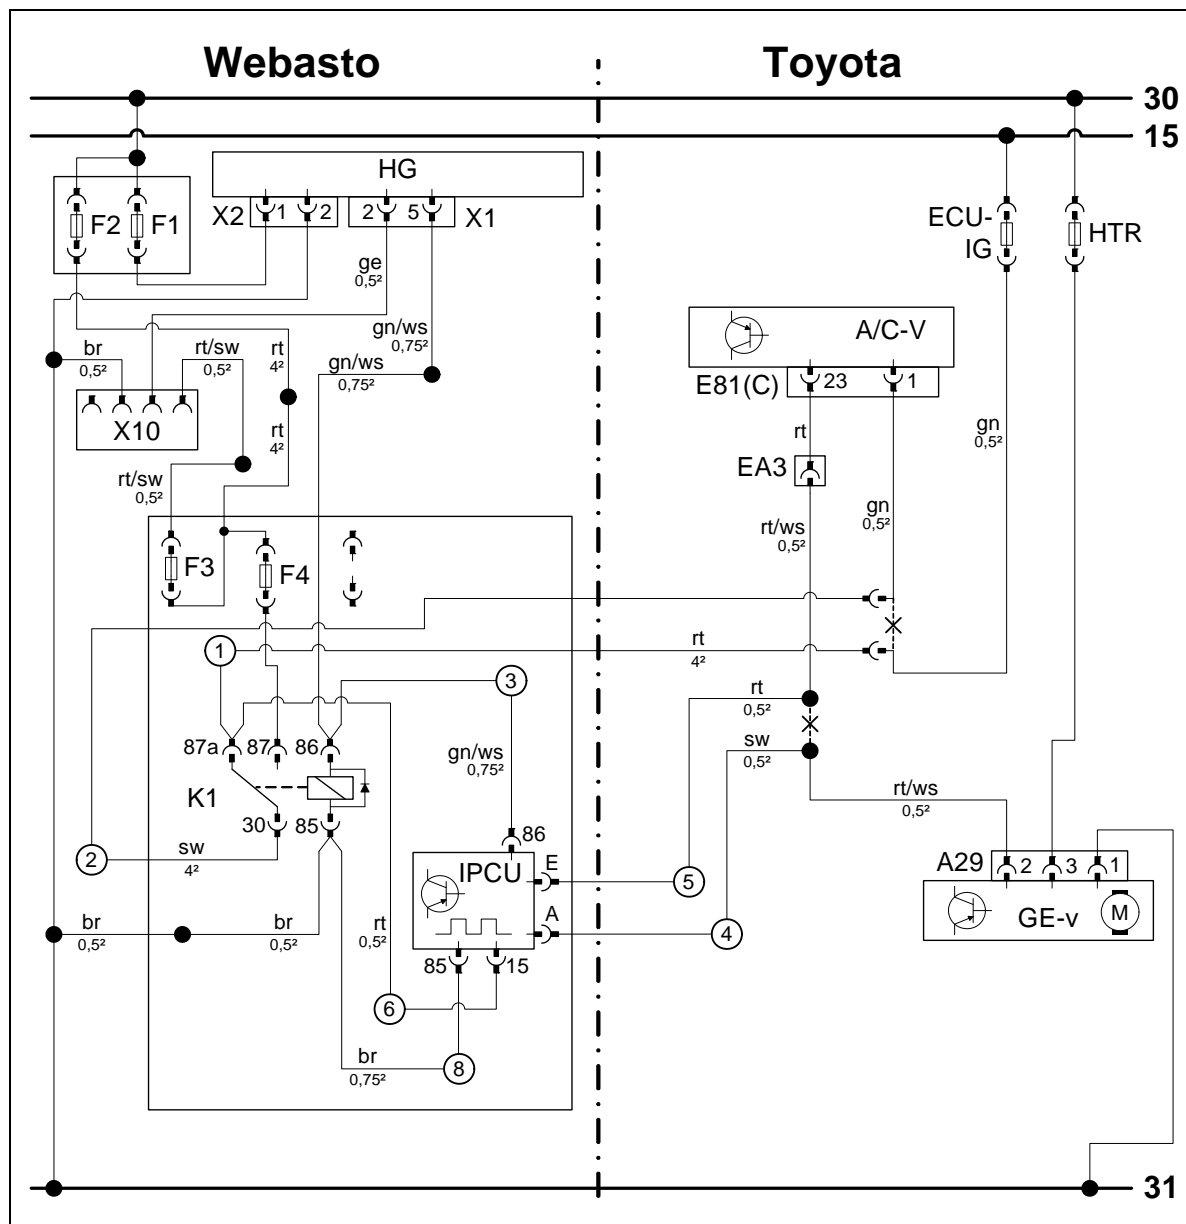 Webasto
Toyota
30
15
HG
X2 1 2 2 5 X1
F2 F1
ECU-
IG
HTR
ge
0,5²
gn/ws
0,75²
A/C-V
br
0,5²
rt/sw
0,5²
rt
4²
gn/ws
0,75²
E81(C) 23 1
X10
rt
4²
rt
gn
0,5²
EA3
rt/sw
0,5²
rt/ws
0,5²
gn
0,5²
F3 F4
1
rt
4²
3
rt
0,5²
87a 87 86
gn/ws
0,75²
sw
0,5²
K1
rt/ws
0,5²
30 85
86
2
sw
4²
IPCU E
5
A29 2 3 1
GE-v M
br
0,5²
br
0,5²
rt
0,5²
A
4
85 15
6
br
0,75²
8
31